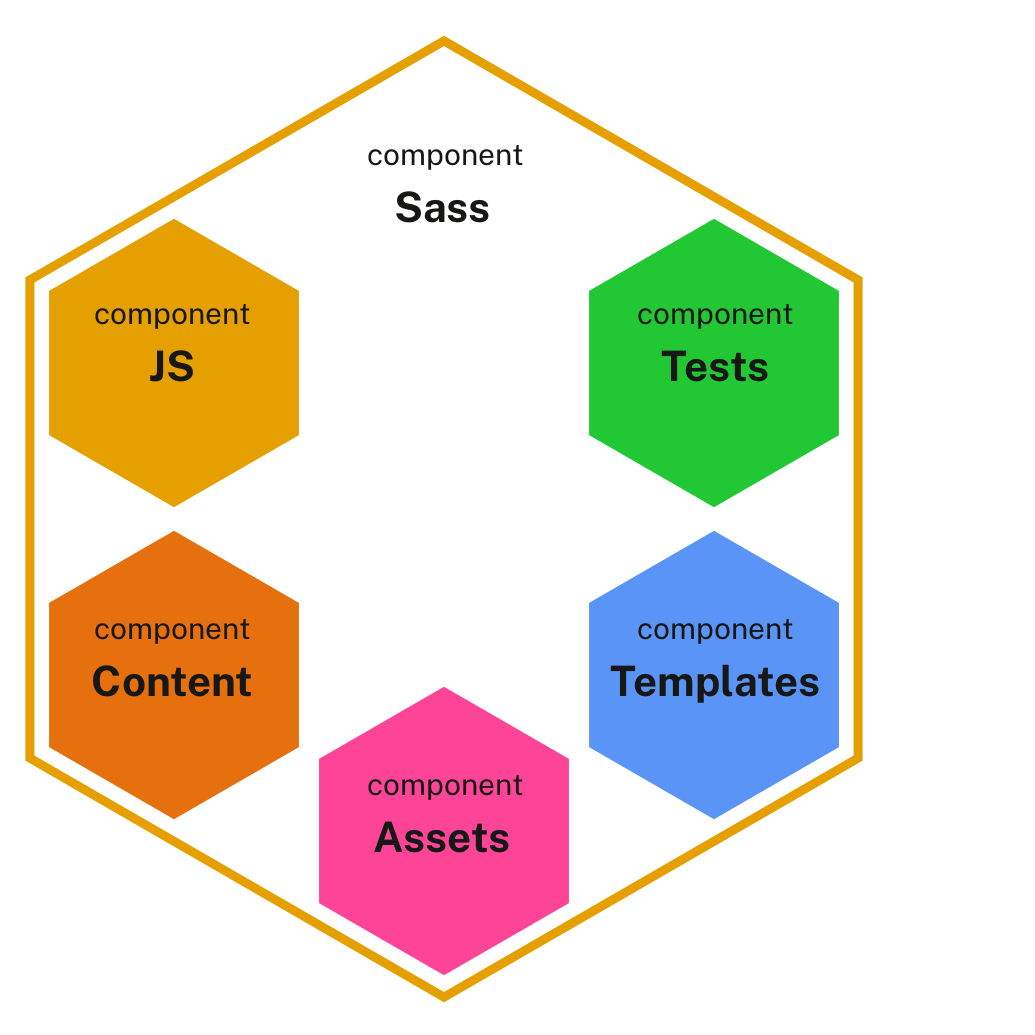 component
Sass
component
JS
component
Tests
component
Content
component
Templates
component
Assets